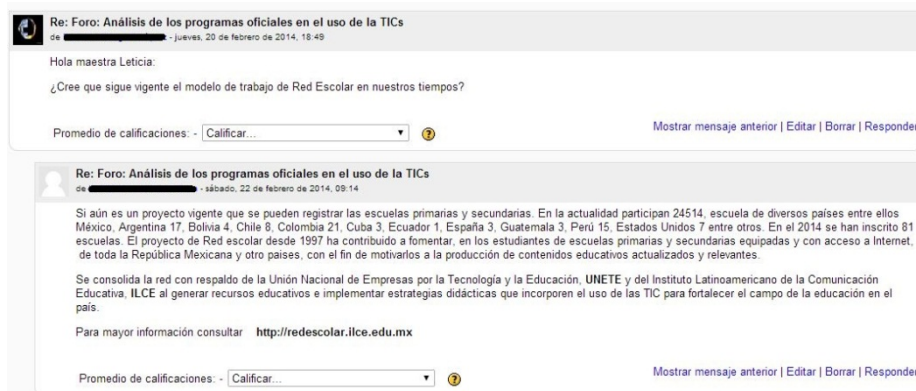 Re: Foro: Análisis de los programas oficiales en el uso de la TICs
de - jueves, 20 de febrero de 2014, 18:49
Hola maestra Leticia:
¿Cree que sigue vigente el modelo de trabajo de Red Escolar en nuestros tiempos?
Promedio de calificaciones: - Calificar...
Mostrar mensaje anterior | Editar | Borrar | Responder
Re: Foro: Análisis de los programas oficiales en el uso de la TICs
de - sábado, 22 de febrero de 2014, 09:14
Si aún es un proyecto vigente que se pueden registrar las escuelas primarias y secundarias. En la actualidad participan 24514, escuela de diversos países entre ellos
México, Argentina 17, Bolivia 4, Chile 8, Colombia 21, Cuba 3, Ecuador 1, España 3, Guatemala 3, Perú 15, Estados Unidos 7 entre otros. En el 2014 se han inscrito 81
escuelas. El proyecto de Red escolar desde 1997 ha contribuido a fomentar, en los estudiantes de escuelas primarias y secundarias equipadas y con acceso a Internet,
de toda la República Mexicana y otro paises, con el fin de motivarlos a la producción de contenidos educativos actualizados y relevantes.
Se consolida la red con respaldo de la Unión Nacional de Empresas por la Tecnología y la Educación, UNETE y del Instituto Latinoamericano de la Comunicación
Educativa, ILCE al generar recursos educativos e implementar estrategias didácticas que incorporen el uso de las TIC para fortalecer el campo de la educación en el
país.
Para mayor información consultar http://redescolar.ilce.edu.mx
Promedio de calificaciones: - Calificar...
Mostrar mensaje anterior | Editar | Borrar | Responder